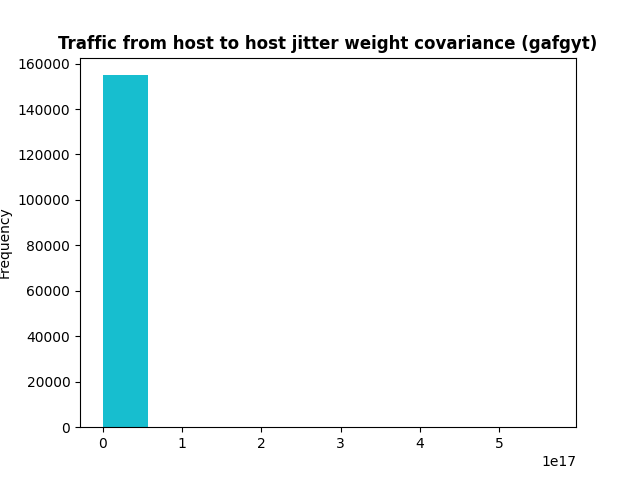 Traffic from host to host jitter weight covariance (gafgyt)
160000
140000
120000
100000
80000
60000
40000
20000
0
Frequency
0 1 2 3 4 5
1e17